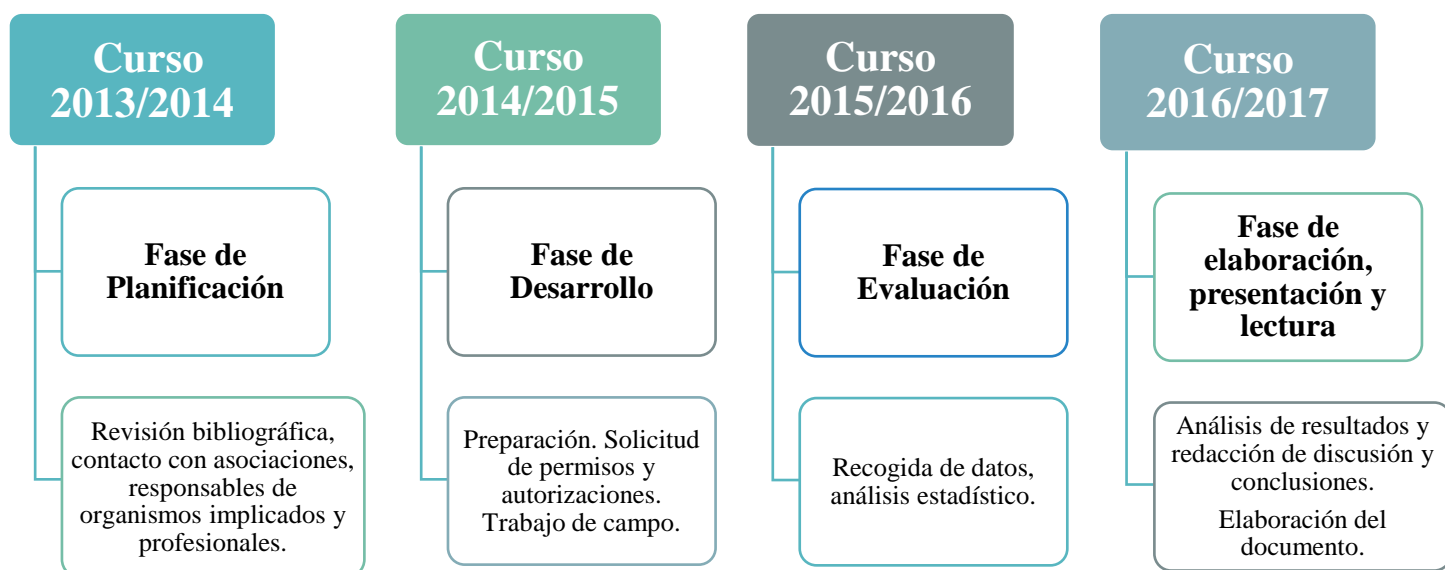 Curso
2013/2014
Fase de
Planificación
Revisión bibliográfica,
contacto con asociaciones,
responsables de
organismos implicados y
profesionales.
Curso
2014/2015
Fase de
Desarrollo
Preparación. Solicitud
de permisos y
autorizaciones.
Trabajo de campo.
Curso
2015/2016
Fase de
Evaluación
Recogida de datos,
análisis estadístico.
Curso
2016/2017
Fase de
elaboración,
presentación y
lectura
Análisis de resultados y
redacción de discusión y
conclusiones.
Elaboración del
documento.